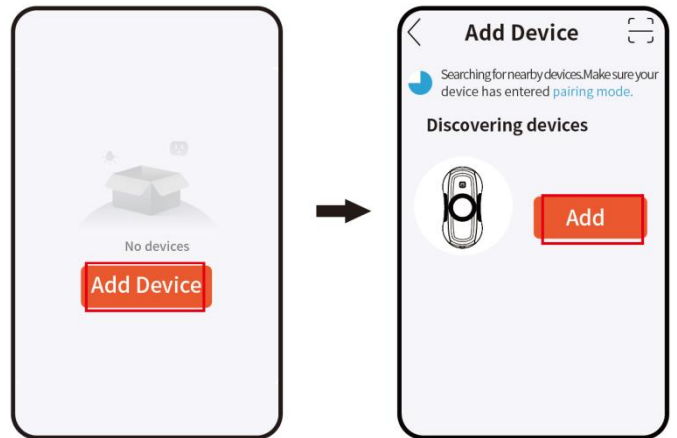 No devices
Add Device
Add Device
Searching for nearby devices.Make sure your
device has entered pairing mode.
Discovering devices
Add